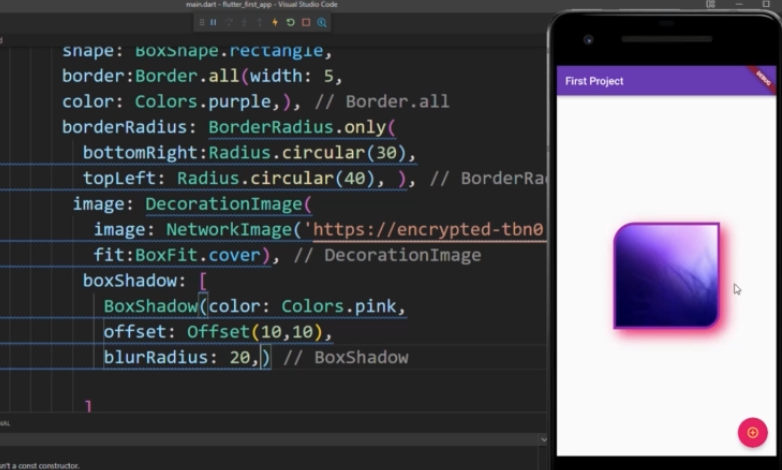 main.dart - flutter_first_app - Visual Studio Code
shape: BoxShape.rectangle,
border:Border.all(width: 5,
color: Colors.purple,), // Border.all
borderRadius: BorderRadius.only(
bottomRight:Radius.circular(30),
topLeft: Radius.circular(40), ), // BorderRa
image: DecorationImage(
image: NetworkImage('https://encrypted-tbn0
fit:BoxFit.cover), // DecorationImage
boxShadow: [
BoxShadow(color: Colors.pink,
offset: Offset(10,10),
blurRadius: 20,) // BoxShadow
]
NAL
n't a const constructor.
First Project
DEBUG